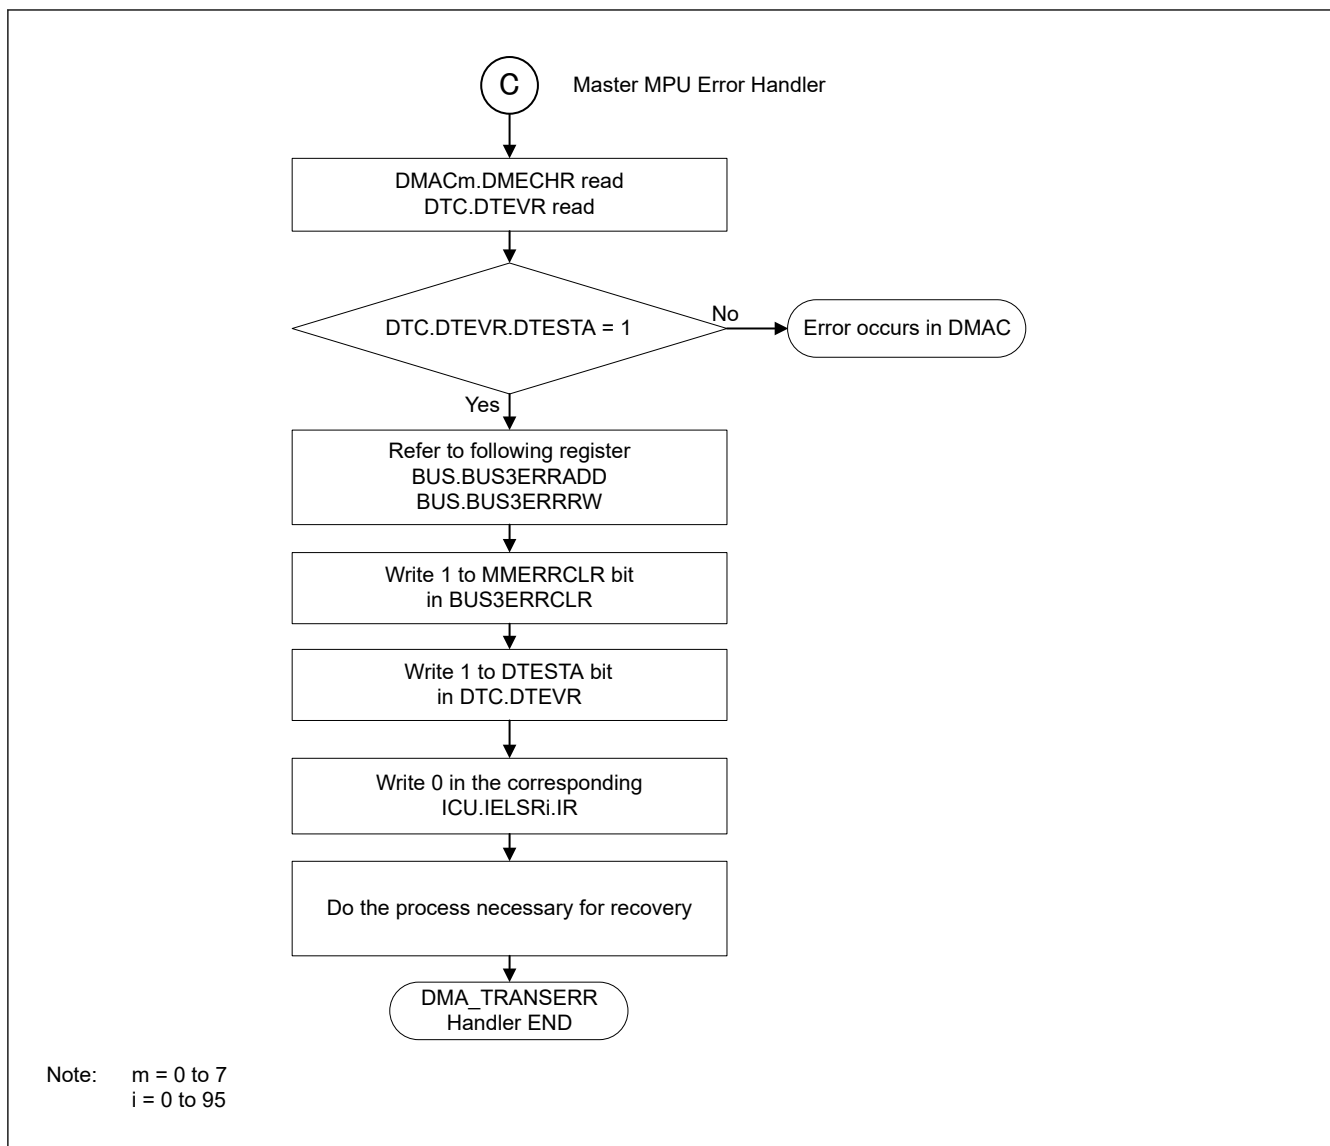 C
Master MPU Error Handler
DMACm.DMECHR read
DTC.DTEVR read
DTC.DTEVR.DTESTA = 1
No
Error occurs in DMAC
Yes
Refer to following register
BUS.BUS3ERRADD
BUS.BUS3ERRRW
Write 1 to MMERRCLR bit
in BUS3ERRCLR
Write 1 to DTESTA bit
in DTC.DTEVR
Write 0 in the corresponding
ICU.IELSRi.IR
Do the process necessary for recovery
DMA_TRANSERR
Handler END
Note: m = 0 to 7
i = 0 to 95